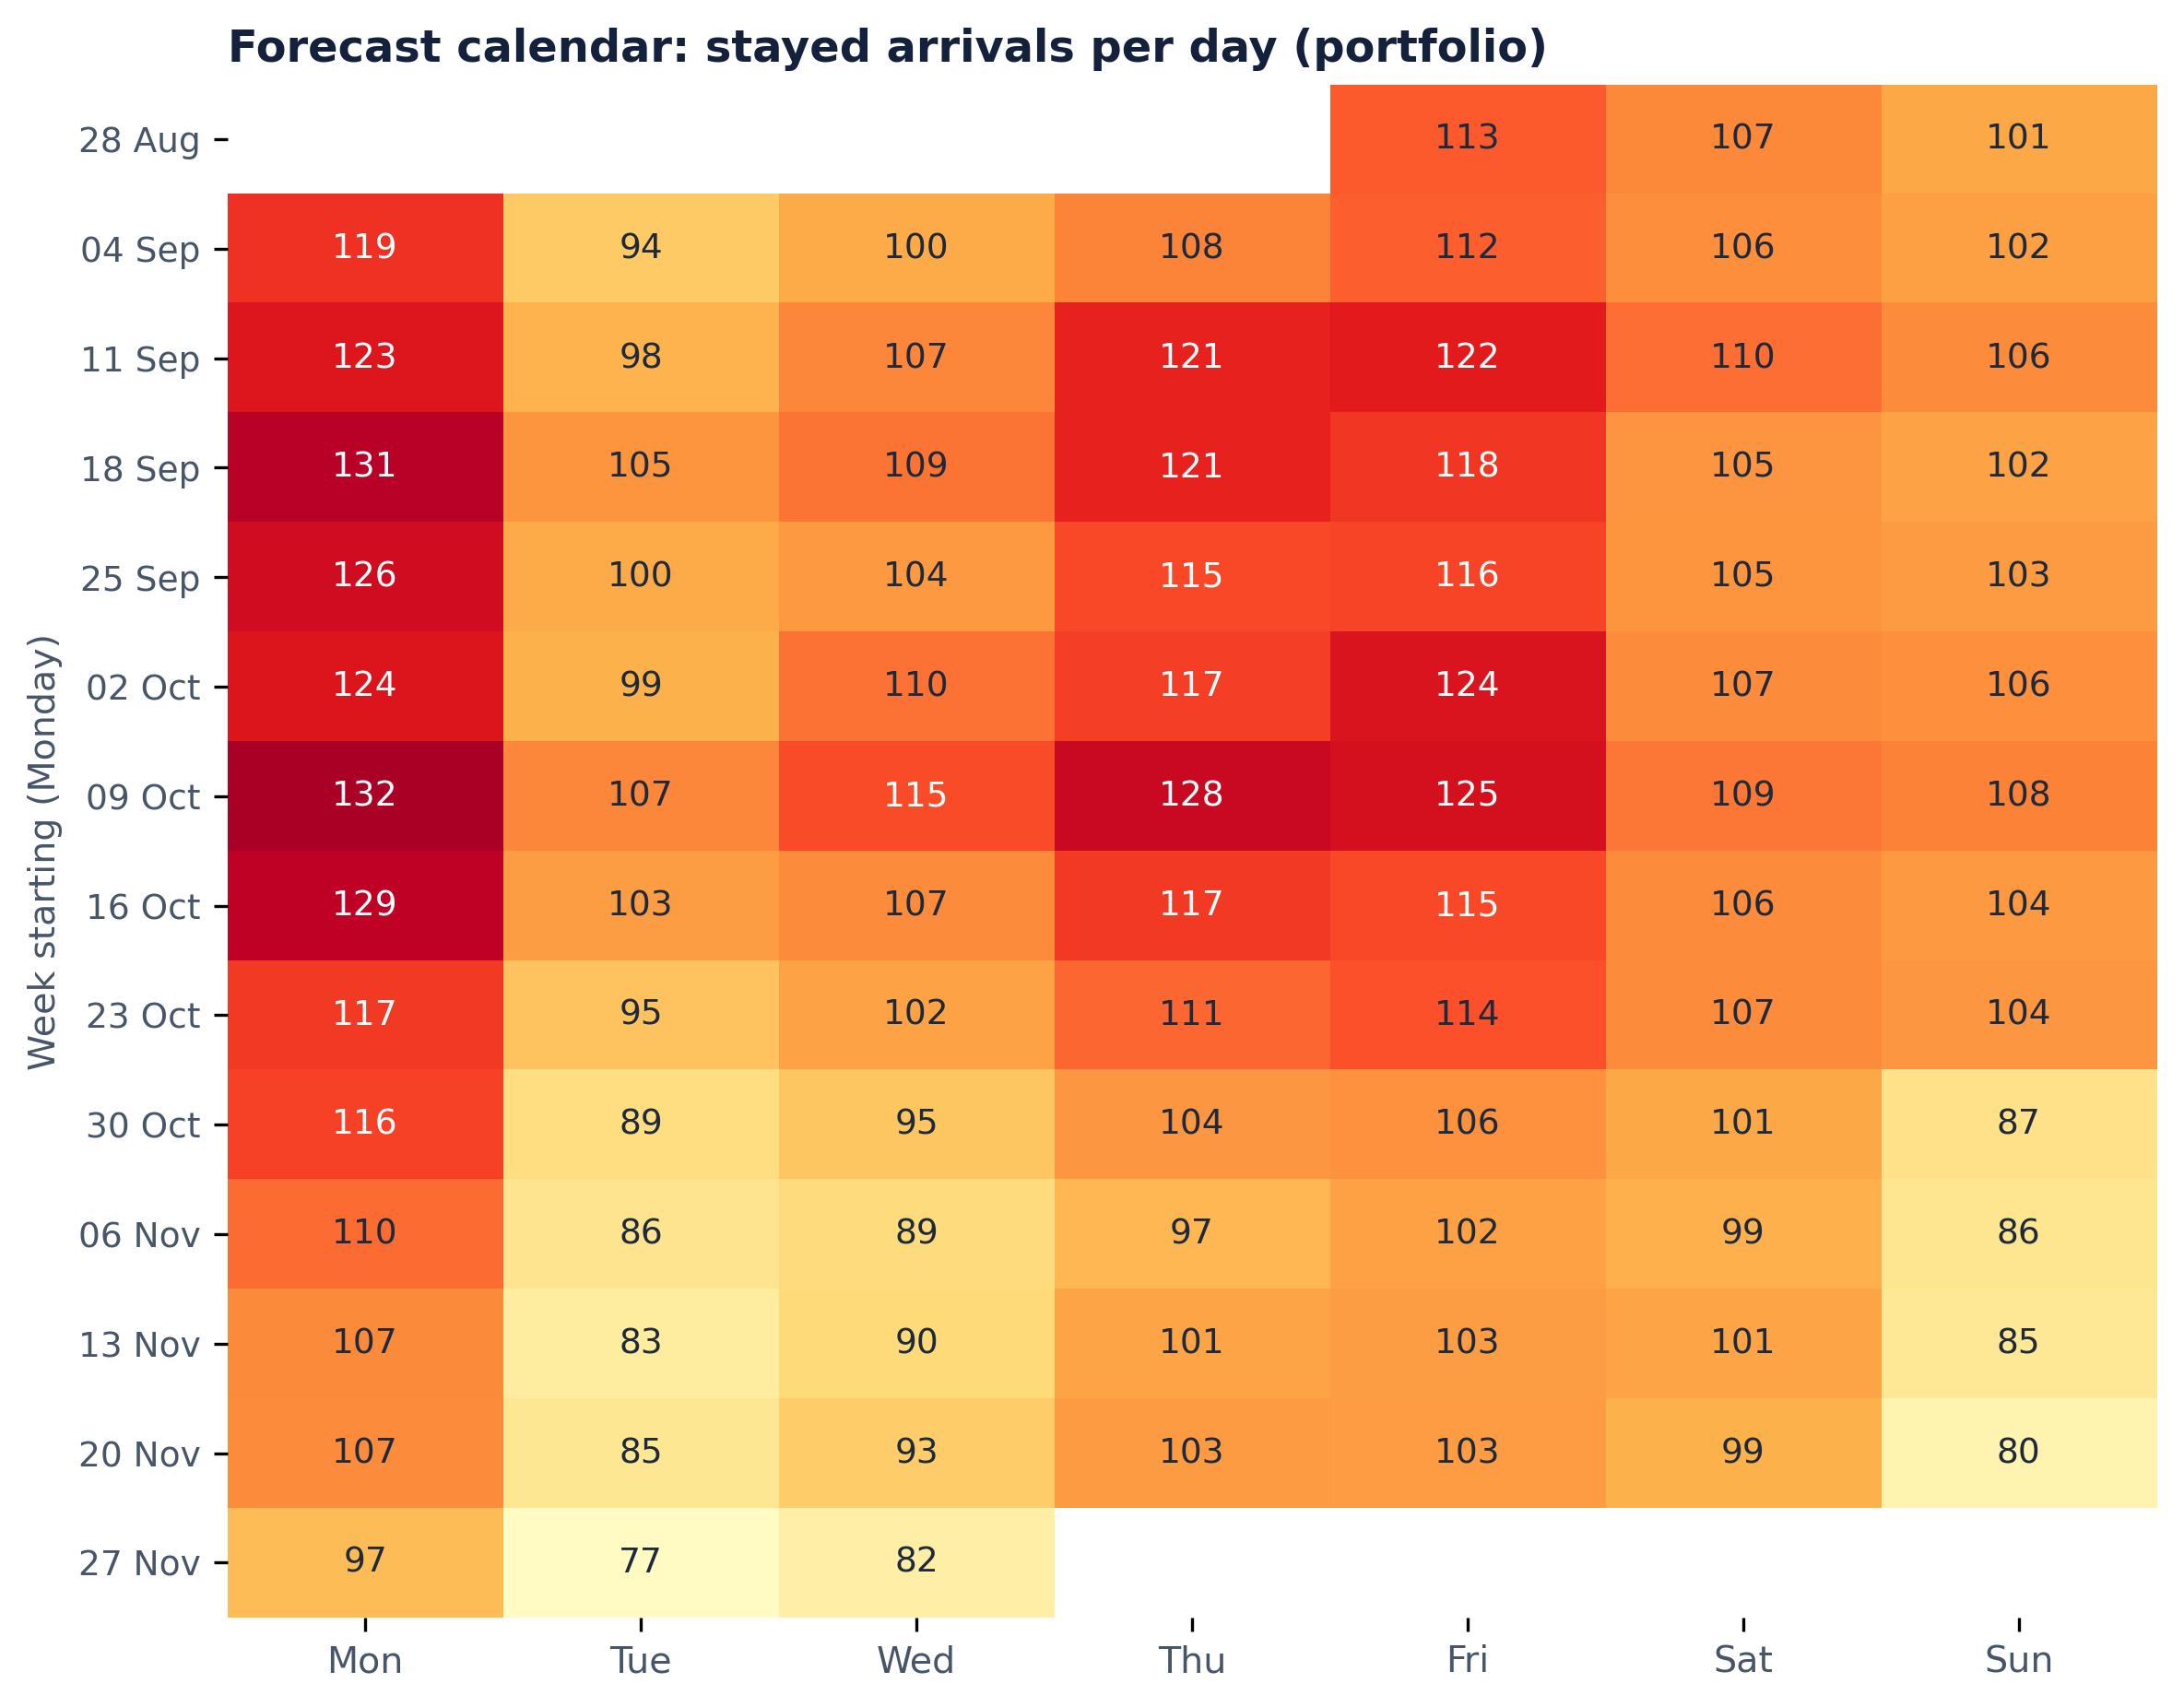 Forecast calendar: stayed arrivals per day (portfolio)
Week starting (Monday)
28 Aug 113 107 101
04 Sep 119 94 100 108 112 106 102
11 Sep 123 98 107 121 122 110 106
18 Sep 131 105 109 121 118 105 102
25 Sep 126 100 104 115 116 105 103
02 Oct 124 99 110 117 124 107 106
09 Oct 132 107 115 128 125 109 108
16 Oct 129 103 107 117 115 106 104
23 Oct 117 95 102 111 114 107 104
30 Oct 116 89 95 104 106 101 87
06 Nov 110 86 89 97 102 99 86
13 Nov 107 83 90 101 103 101 85
20 Nov 107 85 93 103 103 99 80
27 Nov 97 77 82
Mon Tue Wed Thu Fri Sat Sun